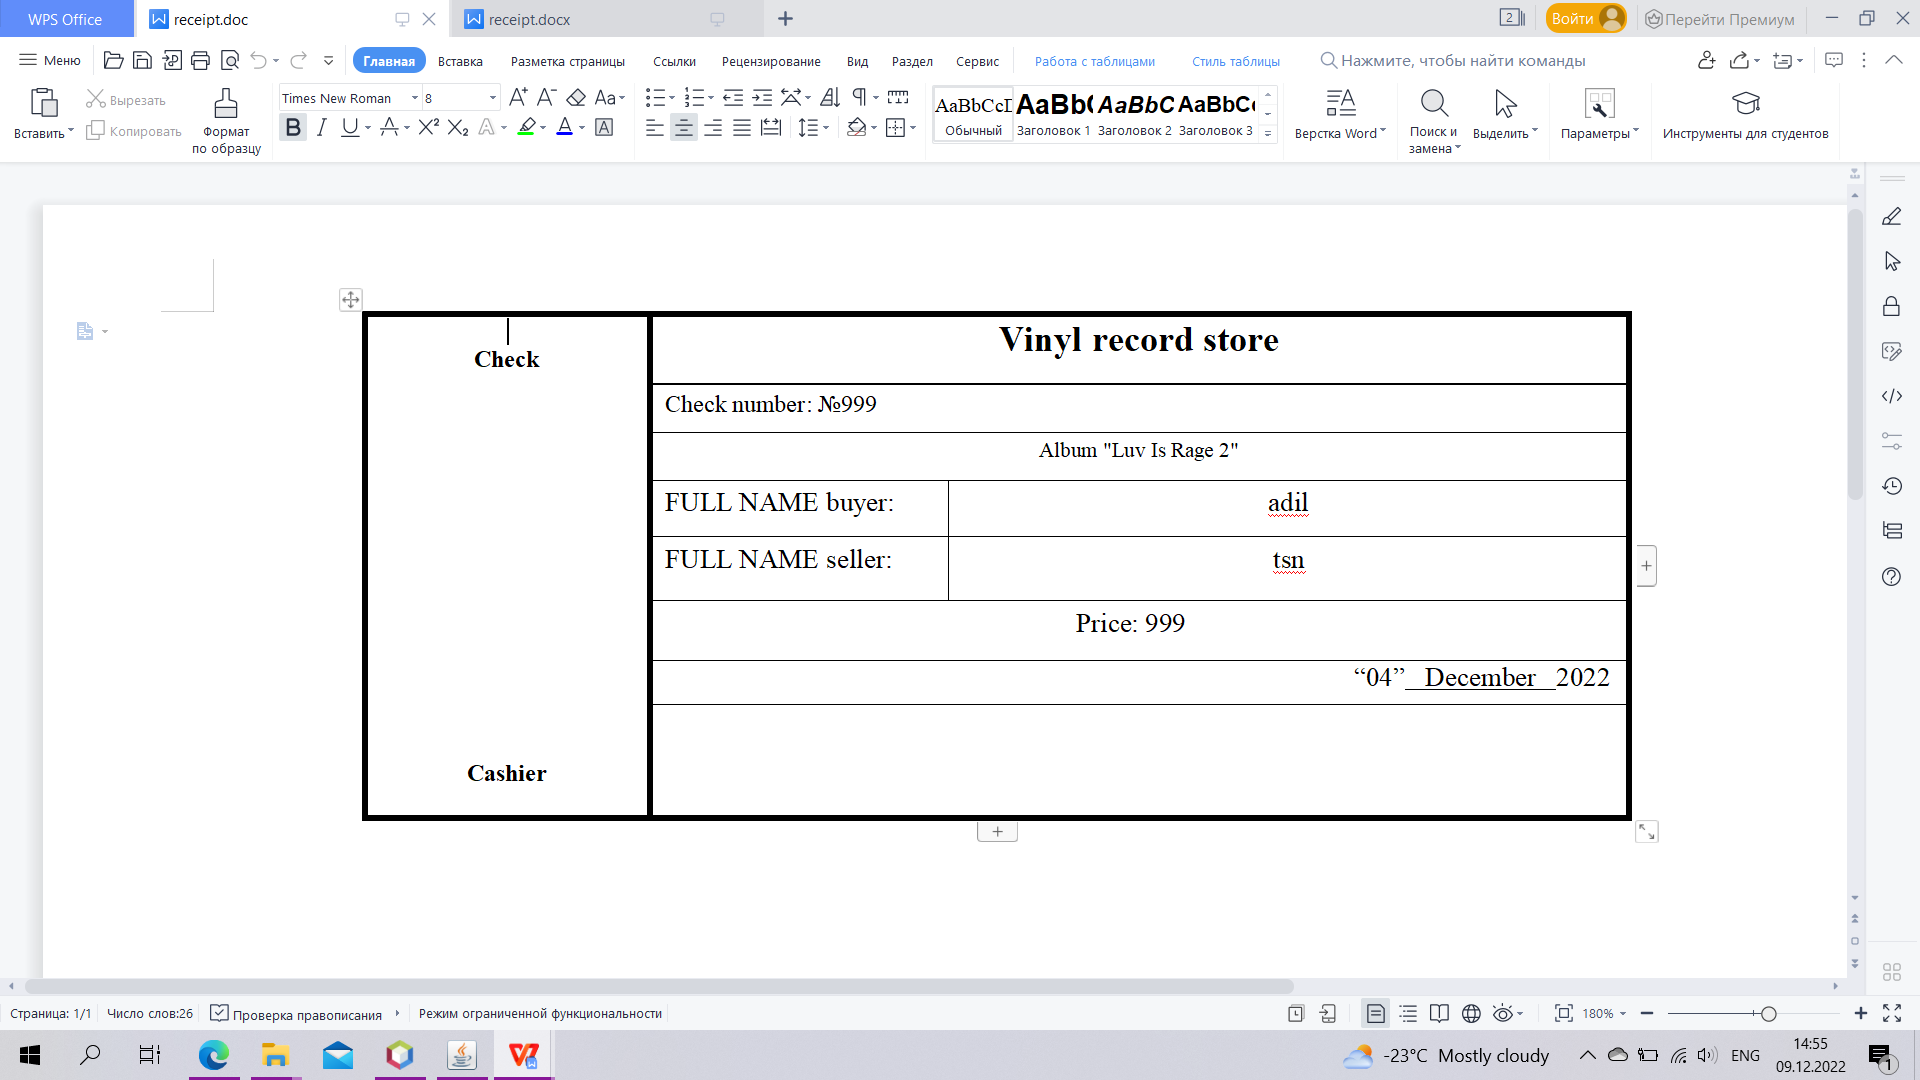 WPS Office
receipt.doc
receipt.docx
2
Войти
Перейти Премиум
Меню
Главная
Вставка
Разметка страницы
Ссылки
Рецензирование
Вид
Раздел
Сервис
Работа с таблицами
Стиль таблицы
Нажмите, чтобы найти команды
Вставить
Вырезать
Копировать
Формат
по образцу
Times New Roman
8
AaBbCcD
Обычный
AaBb(
Заголовок 1
AaBbC
Заголовок 2
AaBbC
Заголовок 3
Верстка Word
Поиск и
замена
Выделить
Параметры
Инструменты для студентов
Check
Cashier
Vinyl record store
Check number: №999
Album "Luv Is Rage 2"
FULL NAME buyer:
adil
FULL NAME seller:
tsn
Price: 999
“04”   December   2022
Страница: 1/1
Число слов:26
Проверка правописания
Режим ограниченной функциональности
180%
-23°C Mostly cloudy
ENG
14:55
09.12.2022
1